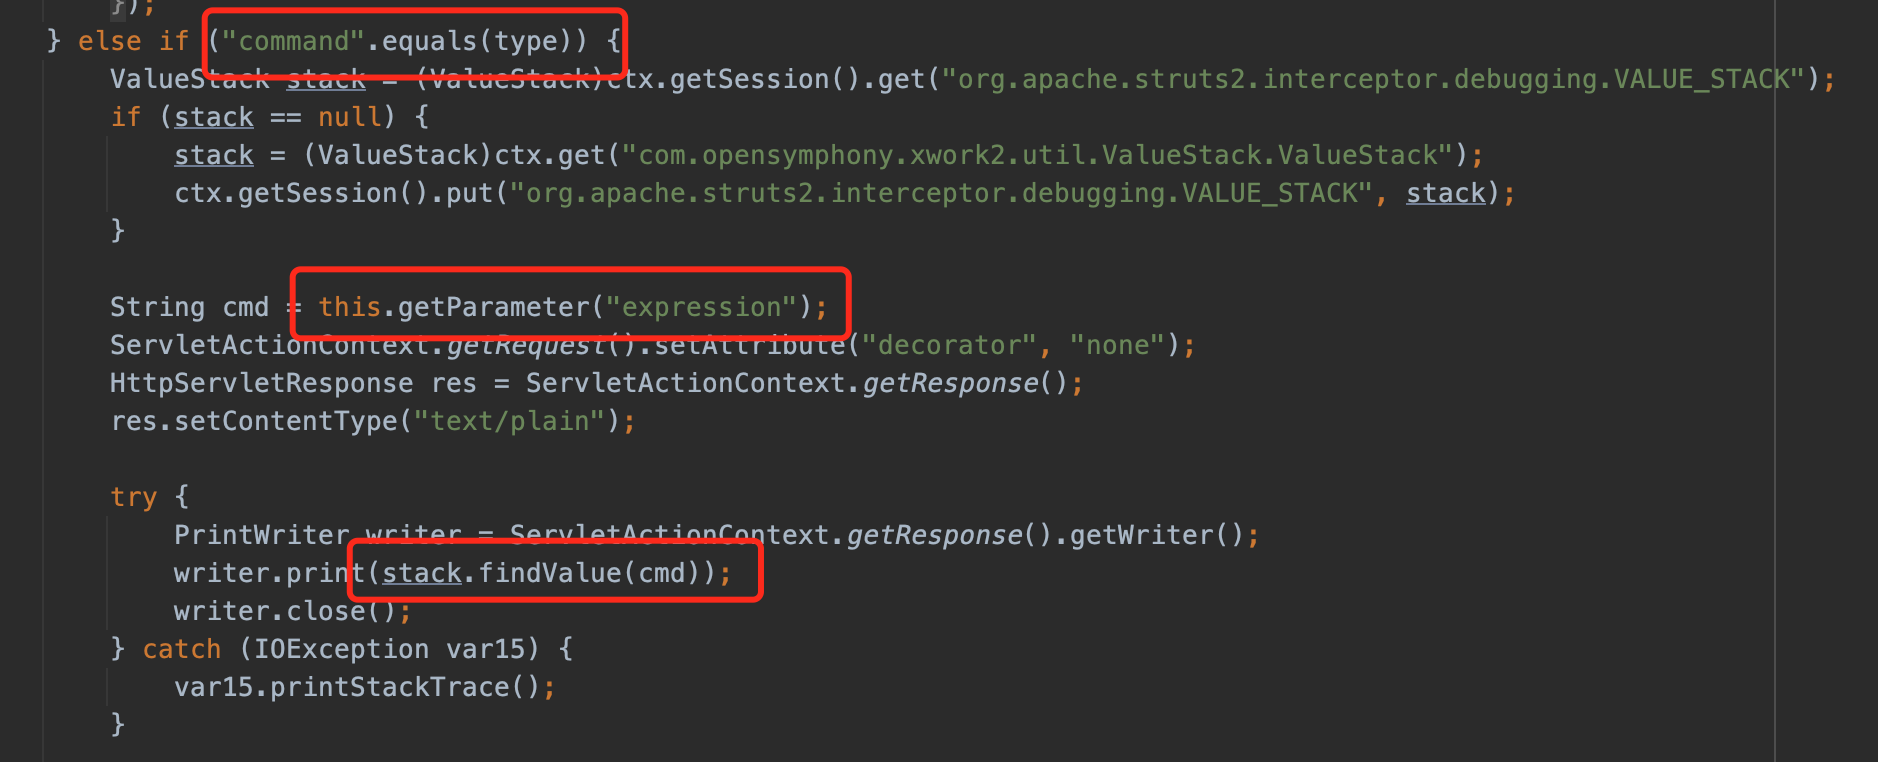 });
} else if ("command".equals(type)) {
ValueStack stack = (ValueStack)ctx.getSession().get("org.apache.struts2.interceptor.debugging.VALUE_STACK");
if (stack == null) {
stack = (ValueStack)ctx.get("com.opensymphony.xwork2.util.ValueStack.ValueStack");
ctx.getSession().put("org.apache.struts2.interceptor.debugging.VALUE_STACK", stack);
}
String cmd = this.getParameter("expression");
ServletActionContext.getRequest().setAttribute("decorator", "none");
HttpServletResponse res = ServletActionContext.getResponse();
res.setContentType("text/plain");
try {
PrintWriter writer = ServletActionContext.getResponse().getWriter();
writer.print(stack.findValue(cmd));
writer.close();
} catch (IOException var15) {
var15.printStackTrace();
}